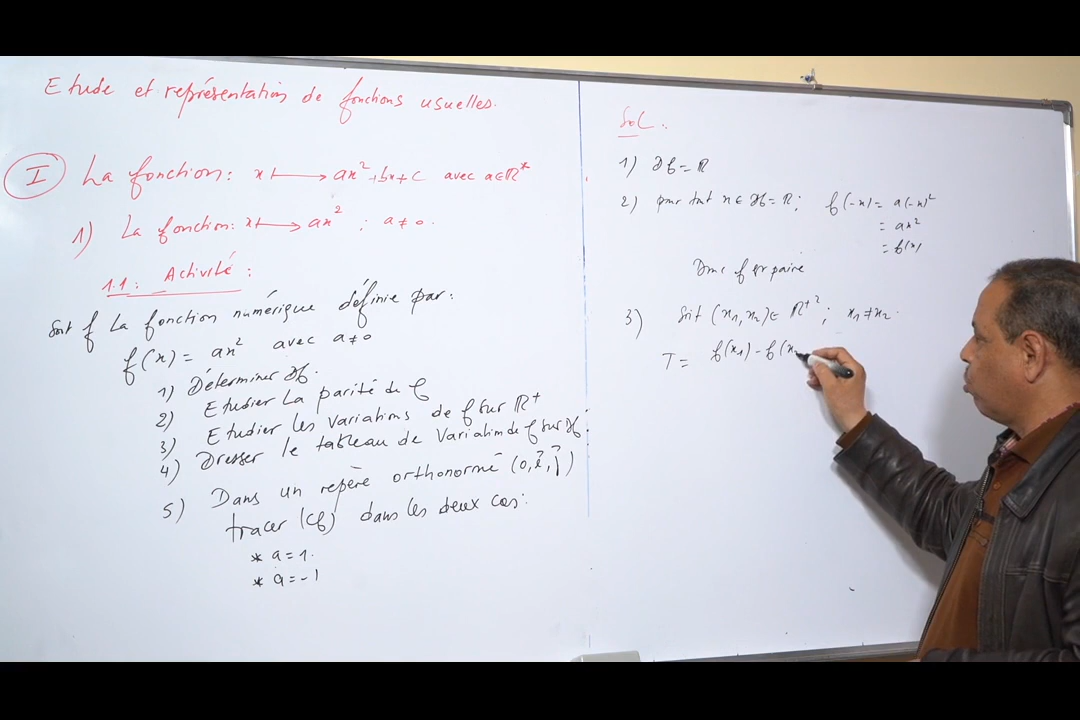 Etude et représentation de fonctions usuelles.
I La fonction: x ⟼ ax²+bx+c avec a∈ℝ*
1) La fonction: x ⟼ ax² ; a≠0.
1.1: Activité:
Soit f La fonction numérique définie par:
f(x) = ax² avec a≠0
1) Déterminer Df.
2) Etudier La parité de f
3) Etudier les variations de f sur ℝ⁺
4) Dresser le tableau de variation de f sur Df.
5) Dans un repère orthonormé (o,i⃗,j⃗)
tracer (Cf) dans les deux cas:
* a=1.
* a=-1
Sol.
1) Df=ℝ
2) pour tout x∈Df=ℝ; f(-x) = a(-x)²
= ax²
= f(x)
Donc f est paire
3) Soit (x₁,x₂)∈ℝ⁺²; x₁≠x₂.
T = f(x₁)-f(x₂